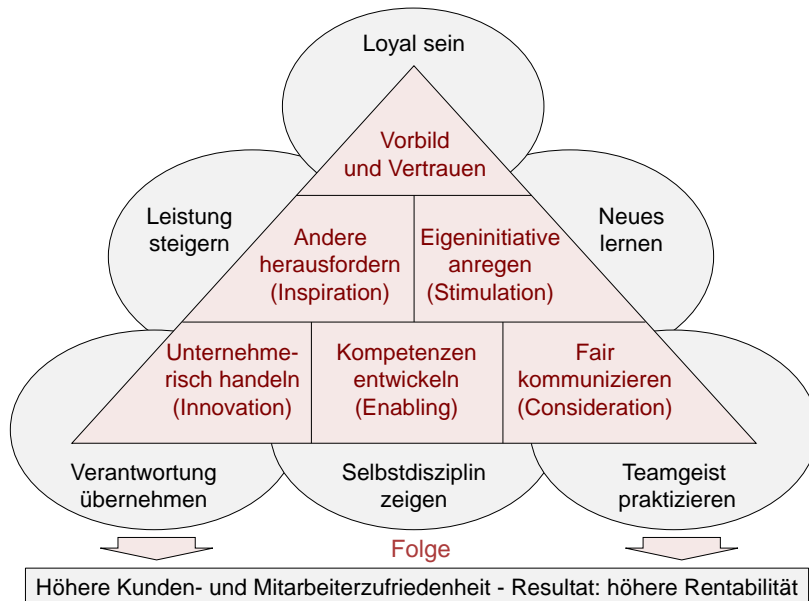 Loyal sein
Vorbild
und Vertrauen
Leistung
steigern
Neues
lernen
Andere
herausfordern
(Inspiration)
Eigeninitiative
anregen
(Stimulation)
Unternehme-
risch handeln
(Innovation)
Kompetenzen
entwickeln
(Enabling)
Fair
kommunizieren
(Consideration)
Verantwortung
übernehmen
Selbstdisziplin
zeigen
Teamgeist
praktizieren
Folge
Höhere Kunden- und Mitarbeiterzufriedenheit - Resultat: höhere Rentabilität